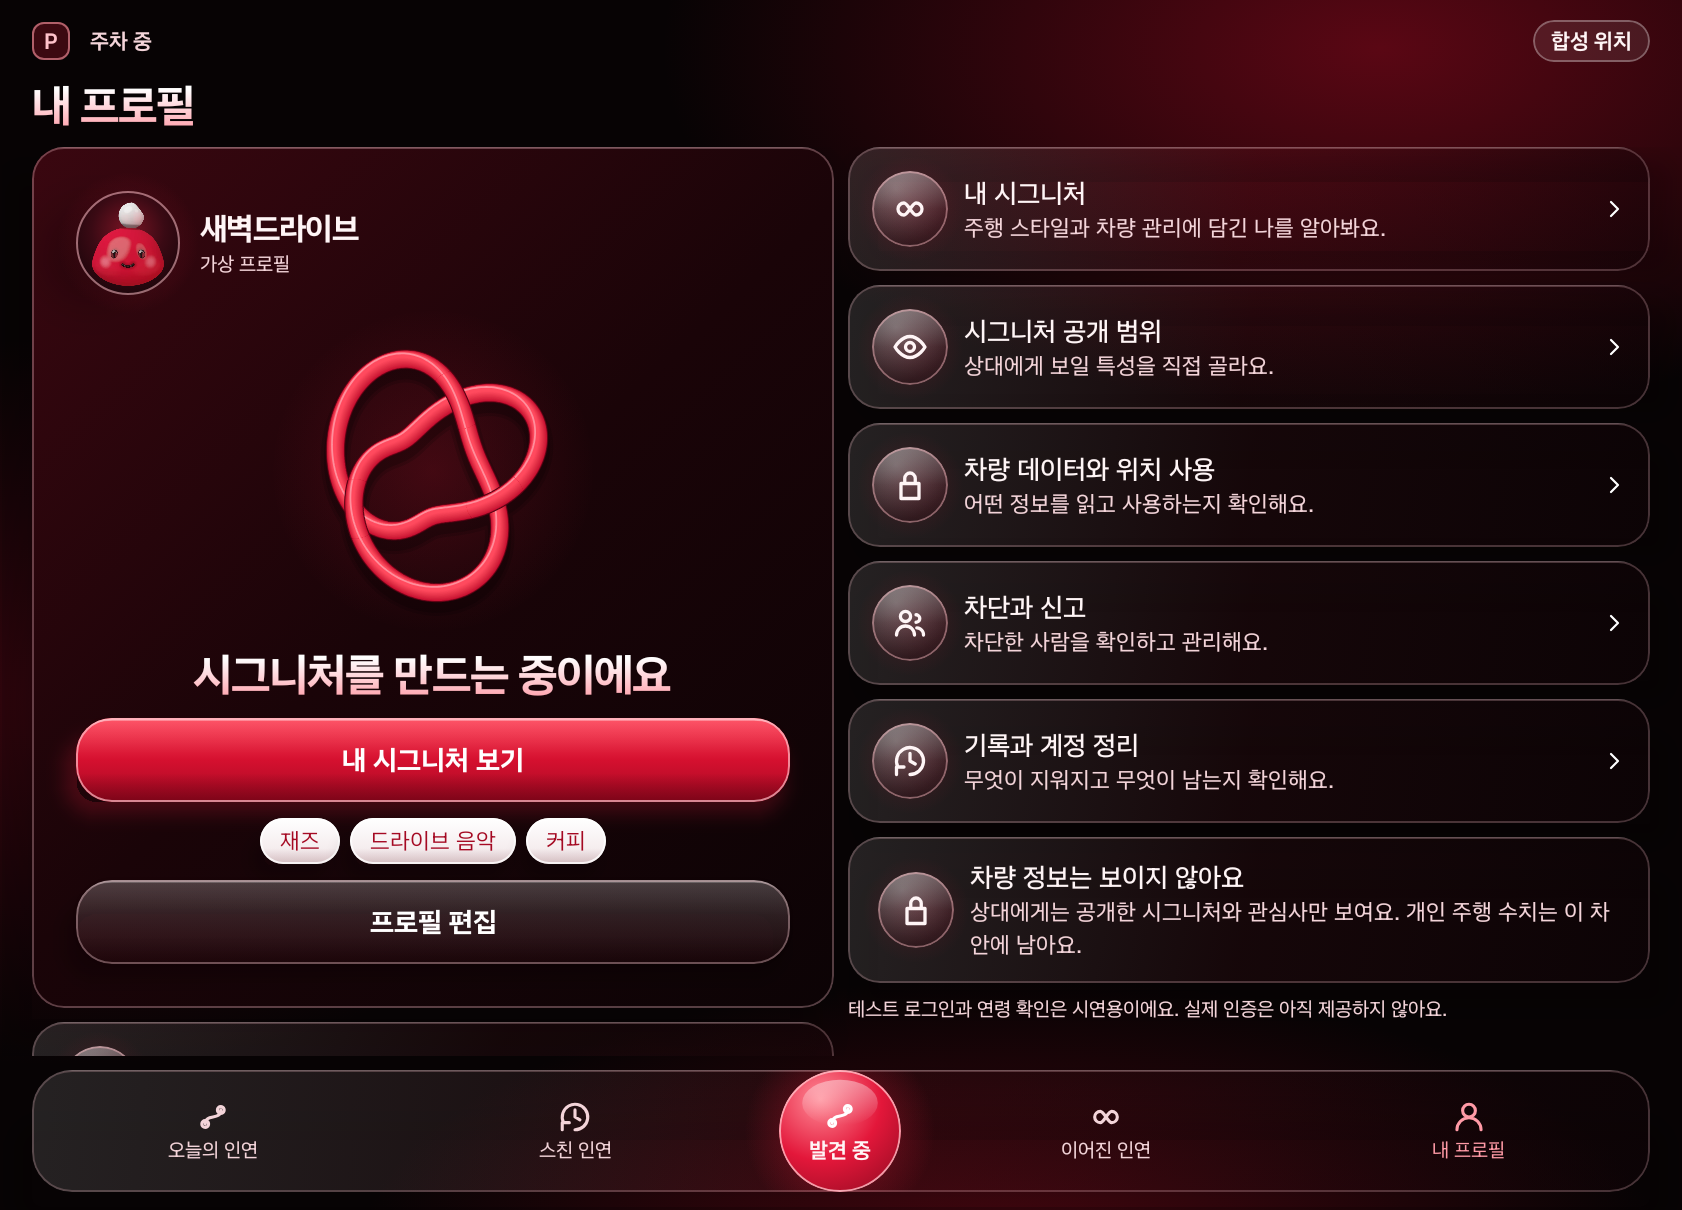 P 주차 중
합성 위치
내 프로필
새벽드라이브
가상 프로필
시그니처를 만드는 중이에요
내 시그니처 보기
재즈 드라이브 음악 커피
프로필 편집
내 시그니처
주행 스타일과 차량 관리에 담긴 나를 알아봐요.
시그니처 공개 범위
상대에게 보일 특성을 직접 골라요.
차량 데이터와 위치 사용
어떤 정보를 읽고 사용하는지 확인해요.
차단과 신고
차단한 사람을 확인하고 관리해요.
기록과 계정 정리
무엇이 지워지고 무엇이 남는지 확인해요.
차량 정보는 보이지 않아요
상대에게는 공개한 시그니처와 관심사만 보여요. 개인 주행 수치는 이 차
안에 남아요.
테스트 로그인과 연령 확인은 시연용이에요. 실제 인증은 아직 제공하지 않아요.
오늘의 인연
스친 인연
발견 중
이어진 인연
내 프로필